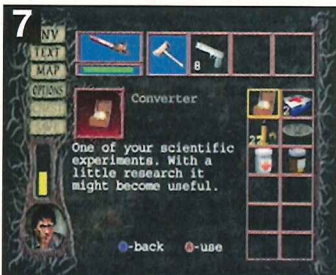 7
INV
TEXT
MAP
OPTIONS
8
Converter
2
One of your scientific
experiments. With a
little research it
might become useful.
-back
-use